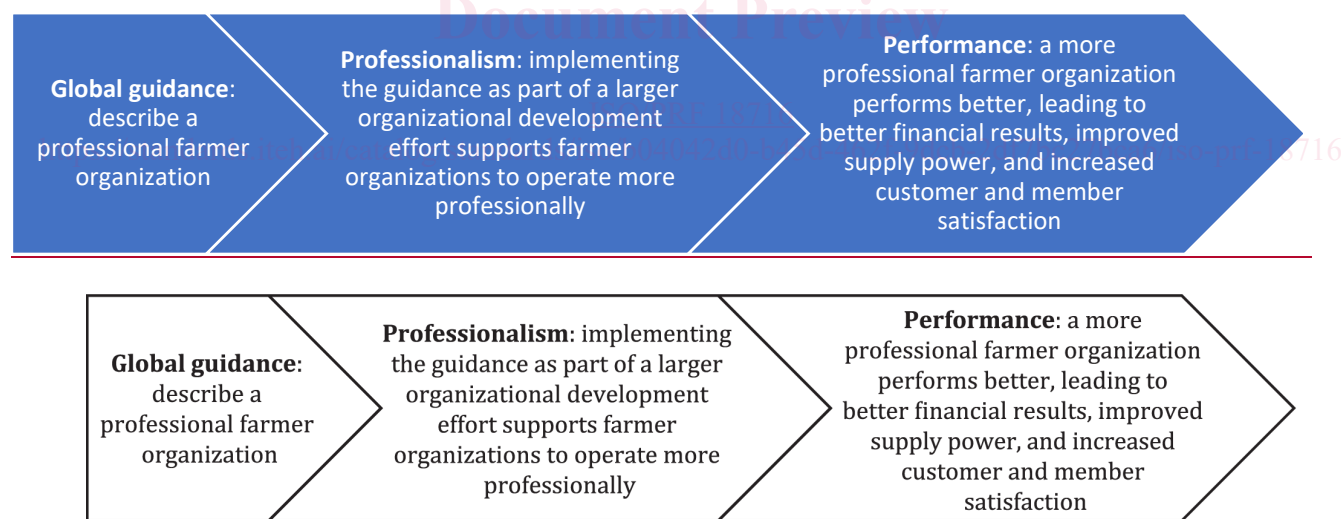 Document Preview
Global guidance:
describe a
professional farmer
organization
Professionalism: implementing
the guidance as part of a larger
organizational development
effort supports farmer
organizations to operate more
professionally
Performance: a more
professional farmer organization
performs better, leading to
better financial results, improved
supply power, and increased
customer and member
satisfaction
Global guidance:
describe a
professional farmer
organization
Professionalism: implementing
the guidance as part of a larger
organizational development
effort supports farmer
organizations to operate more
professionally
Performance: a more
professional farmer organization
performs better, leading to
better financial results, improved
supply power, and increased
customer and member
satisfaction